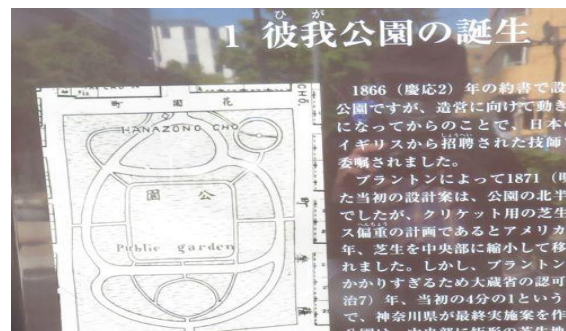 1 彼我公園の誕生
ひが
1866（慶応2）年の約書で設
公園ですが、造営に向けて動き
になってからのことで、日本
イギリスから招聘された技師
委嘱されました。
ブラントンによって1871（明
た当初の設計案は、公園の北半
でしたが、クリケット用の芝生
ス偏重の計画であるとアメリカ
年、芝生を中央部に縮小して移
れました。しかし、ブラントン
かかりすぎるため大蔵省の認可
治7）年、当初の4分の1という
で、神奈川県が最終実施案を作
町園花
HANAZONO CHO
園公
Public garden
町